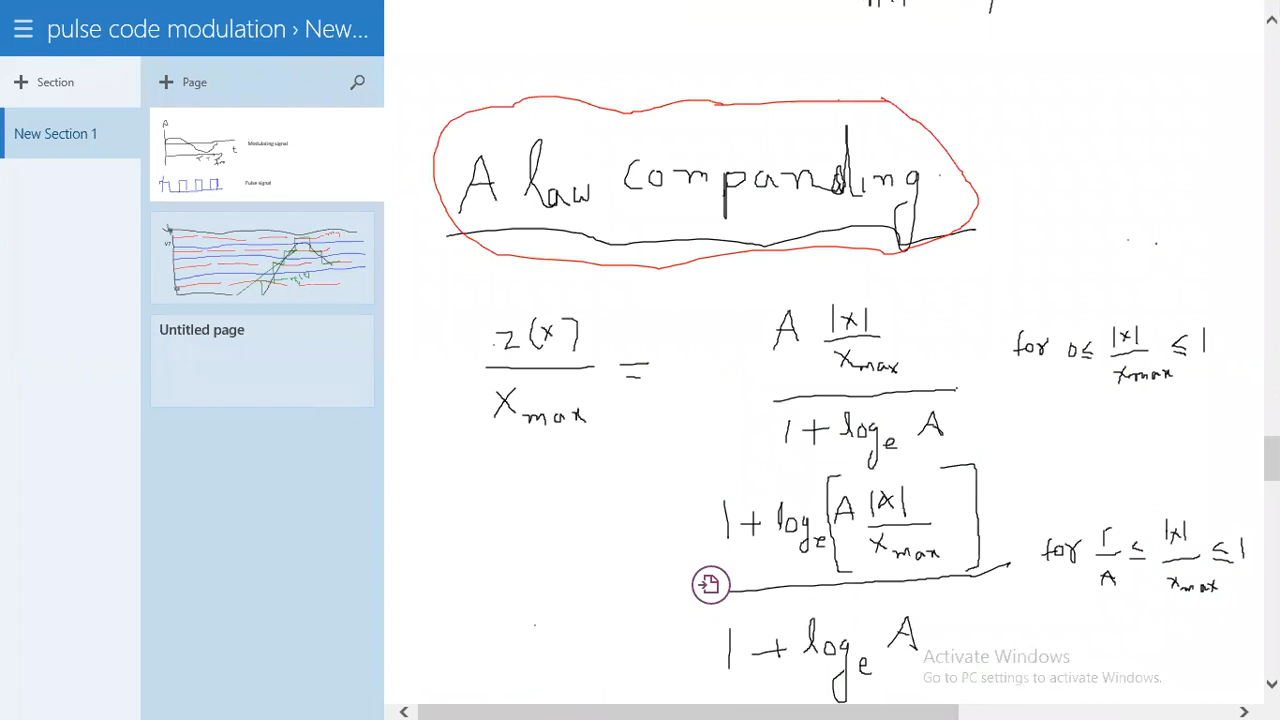 pulse code modulation › New...
+ Section
+ Page
New Section 1
Modulating signal
Pulse signal
Untitled page
A law companding
z(x) / xmax =
A |x| / xmax
1 + loge A
for 0 ≤ |x| / xmax ≤ 1
1 + loge [A |x| / xmax]
1 + loge A
for 1 / A ≤ |x| / xmax ≤ 1
Activate Windows
Go to PC settings to activate Windows.